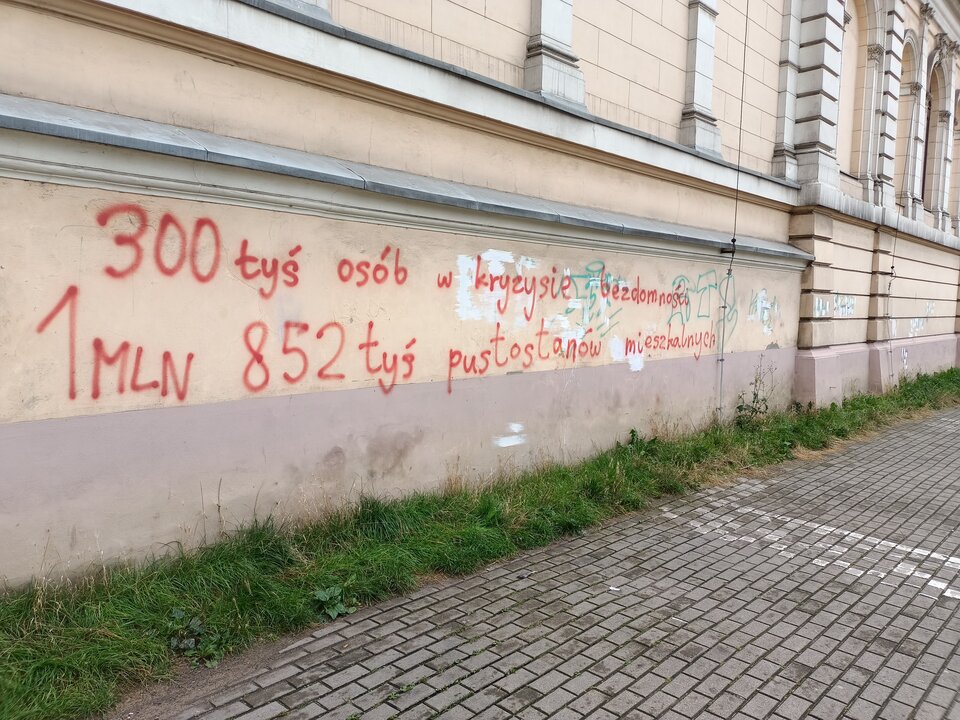 300 tyś osób w kryzysie bezdomności
1 MLN 852 tyś pustostanów mieszkalnych